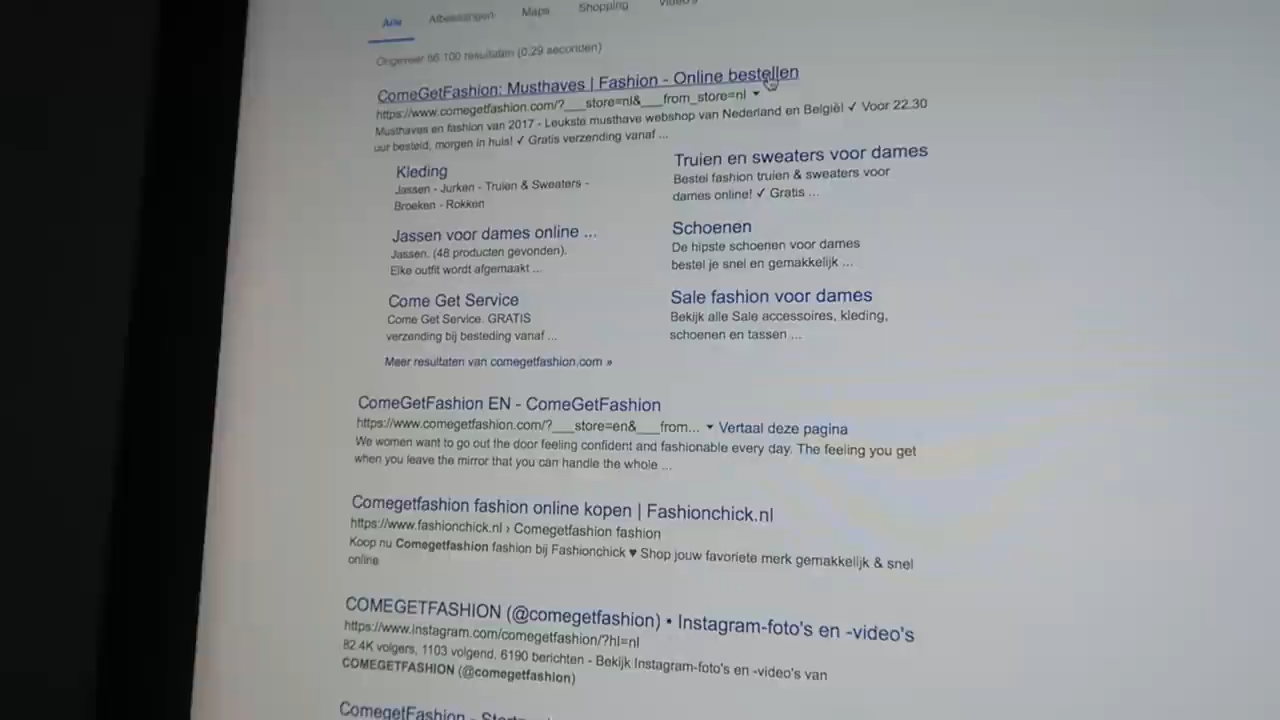 Alle Afbeeldingen Maps Shopping Video's
Ongeveer 66.100 resultaten (0,29 seconden)
ComeGetFashion: Musthaves | Fashion - Online bestellen
https://www.comegetfashion.com/?___store=nl&___from_store=nl
Musthaves en fashion van 2017 - Leukste musthave webshop van Nederland en België! ✓ Voor 22.30
uur besteld, morgen in huis! ✓ Gratis verzending vanaf ...
Kleding
Jassen - Jurken - Truien & Sweaters -
Broeken - Rokken
Truien en sweaters voor dames
Bestel fashion truien & sweaters voor
dames online! ✓ Gratis ...
Jassen voor dames online ...
Jassen. (48 producten gevonden).
Elke outfit wordt afgemaakt ...
Schoenen
De hipste schoenen voor dames
bestel je snel en gemakkelijk ...
Come Get Service
Come Get Service. GRATIS
verzending bij besteding vanaf ...
Sale fashion voor dames
Bekijk alle Sale accessoires, kleding,
schoenen en tassen ...
Meer resultaten van comegetfashion.com »
ComeGetFashion EN - ComeGetFashion
https://www.comegetfashion.com/?___store=en&___from... Vertaal deze pagina
We women want to go out the door feeling confident and fashionable every day. The feeling you get
when you leave the mirror that you can handle the whole ...
Comegetfashion fashion online kopen | Fashionchick.nl
https://www.fashionchick.nl › Comegetfashion fashion
Koop nu Comegetfashion fashion bij Fashionchick ♥ Shop jouw favoriete merk gemakkelijk & snel
online
COMEGETFASHION (@comegetfashion) • Instagram-foto's en -video's
https://www.instagram.com/comegetfashion/?hl=nl
82.4K volgers, 1103 volgend, 6190 berichten - Bekijk Instagram-foto's en -video's van
COMEGETFASHION (@comegetfashion)
ComegetFashion -